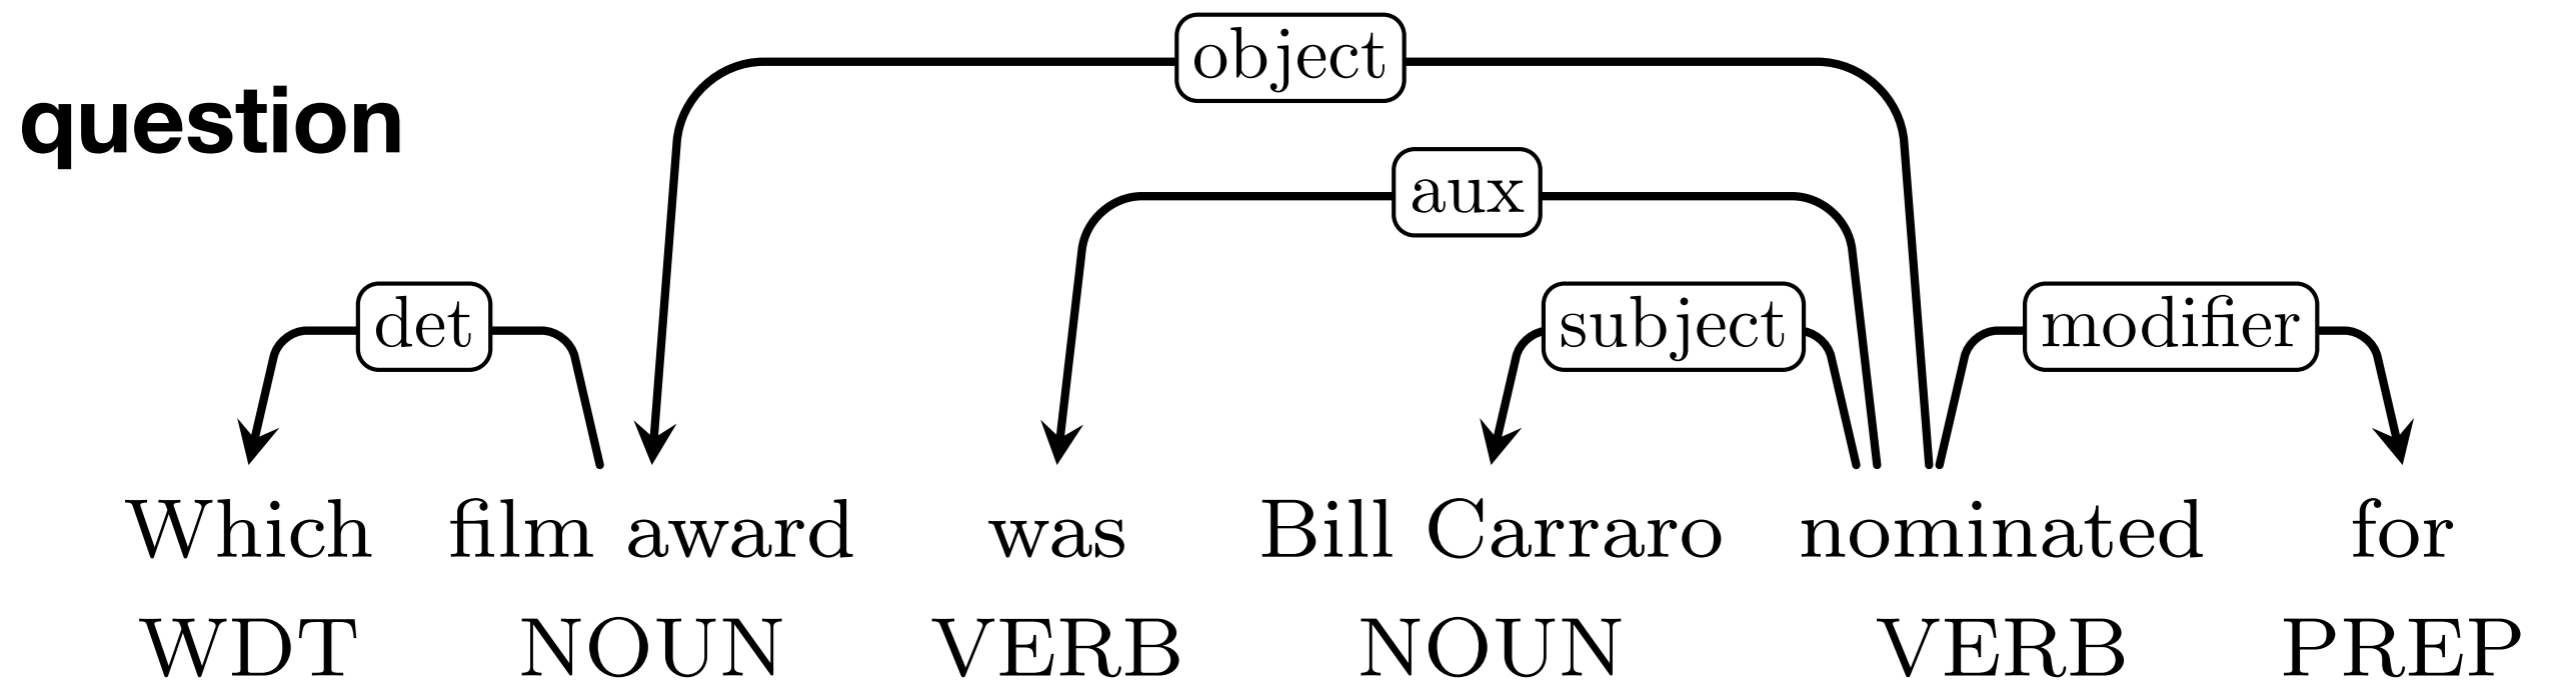 object
question
aux
det subject modifier
Which film award was Bill Carraro nominated for
WDT NOUN VERB NOUN VERB PREP